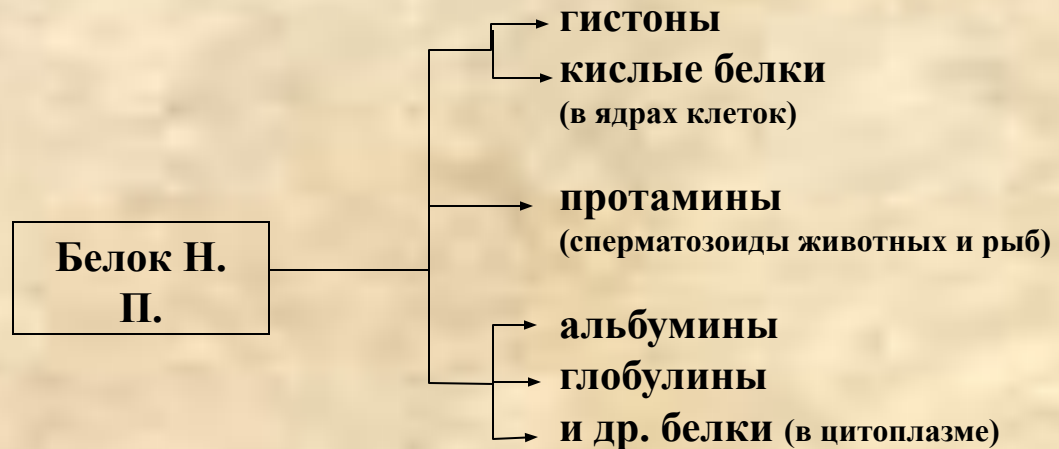 гистоны
кислые белки
(в ядрах клеток)
протамины
(сперматозоиды животных и рыб)
Белок Н.
П.
альбумины
глобулины
и др. белки (в цитоплазме)